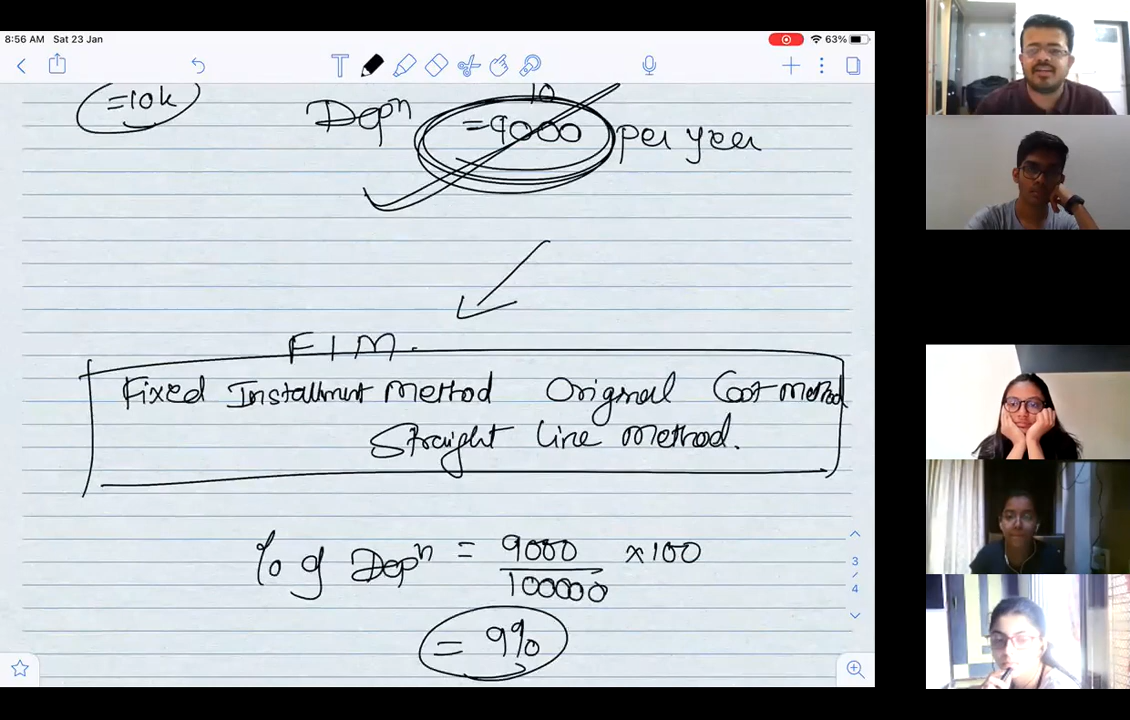 8:56 AM Sat 23 Jan
63%
=10k
10
Depⁿ =9000 per year
FIM.
Fixed Installment Method Original Cost Method
Straight line method.
% of Depⁿ = 9000 x100
100000
= 9%
3
/
4